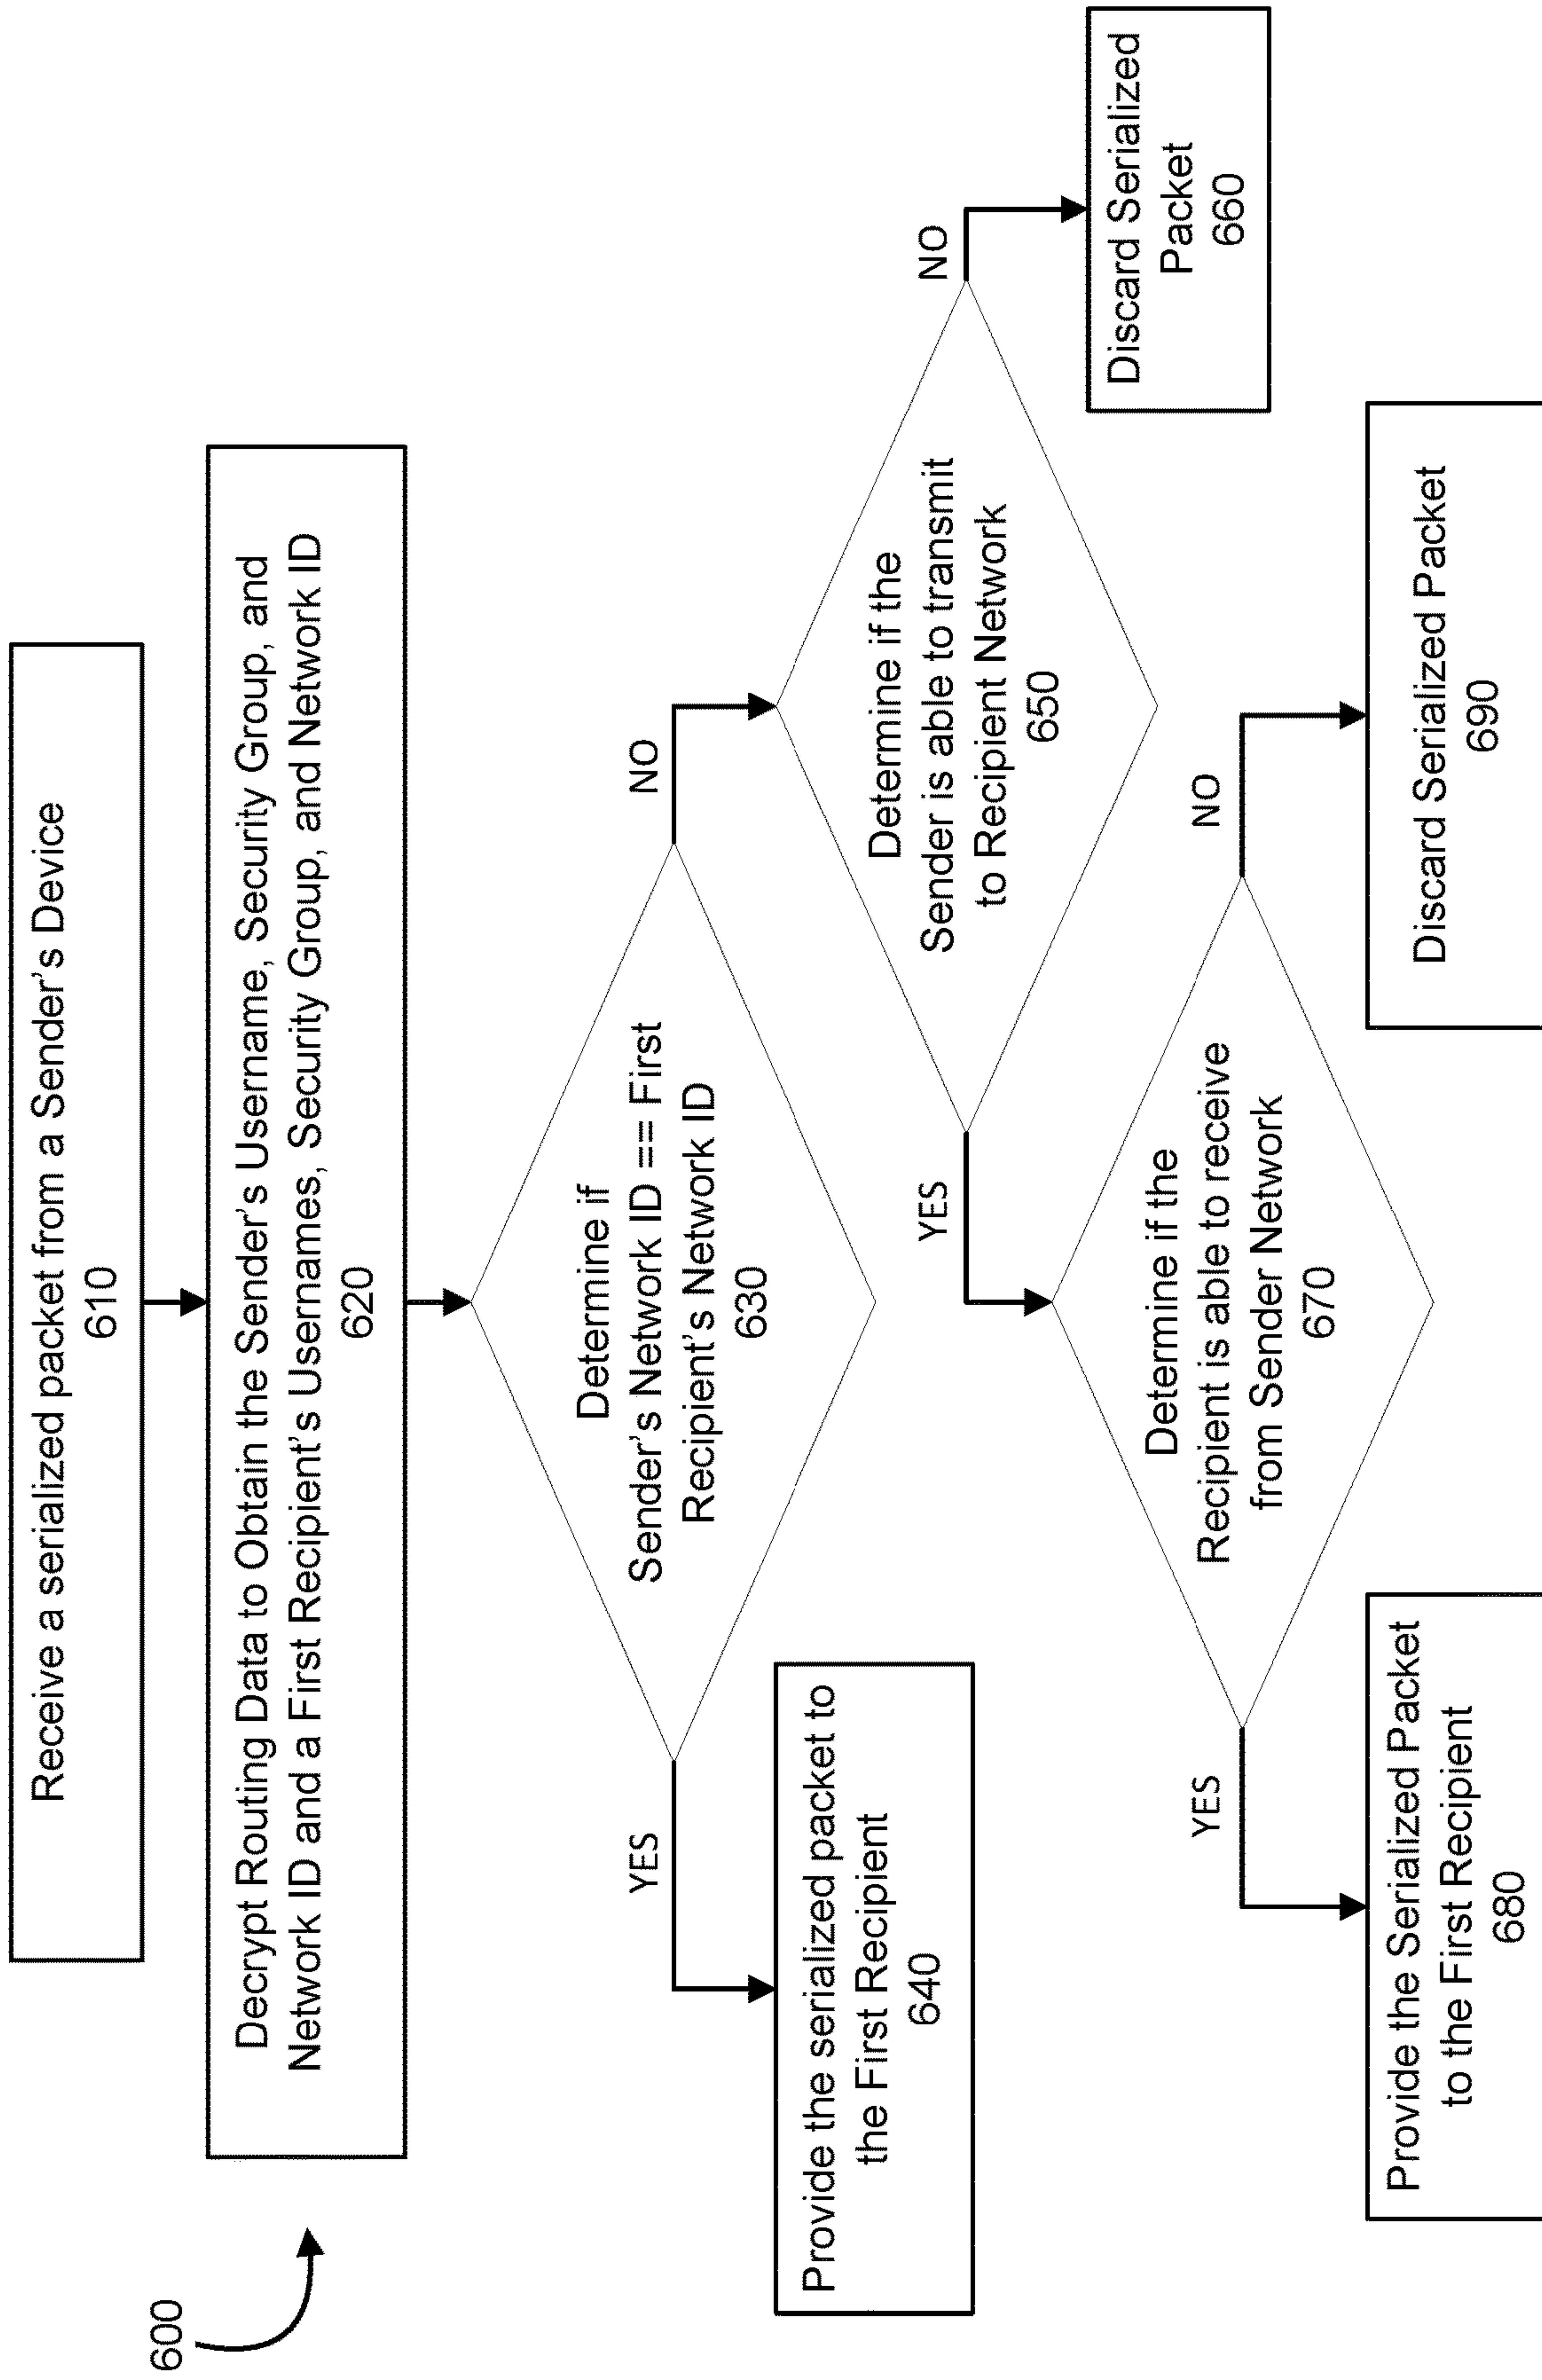 600
Receive a serialized packet from a Sender's Device
610
Decrypt Routing Data to Obtain the Sender's Username, Security Group, and
Network ID and a First Recipient's Usernames, Security Group, and Network ID
620
Determine if
Sender's Network ID == First
Recipient's Network ID
630
YES
NO
Provide the serialized packet to
the First Recipient
640
Determine if the
Sender is able to transmit
to Recipient Network
650
YES
NO
Discard Serialized
Packet
660
Determine if the
Recipient is able to receive
from Sender Network
670
YES
NO
Provide the Serialized Packet
to the First Recipient
680
Discard Serialized Packet
690